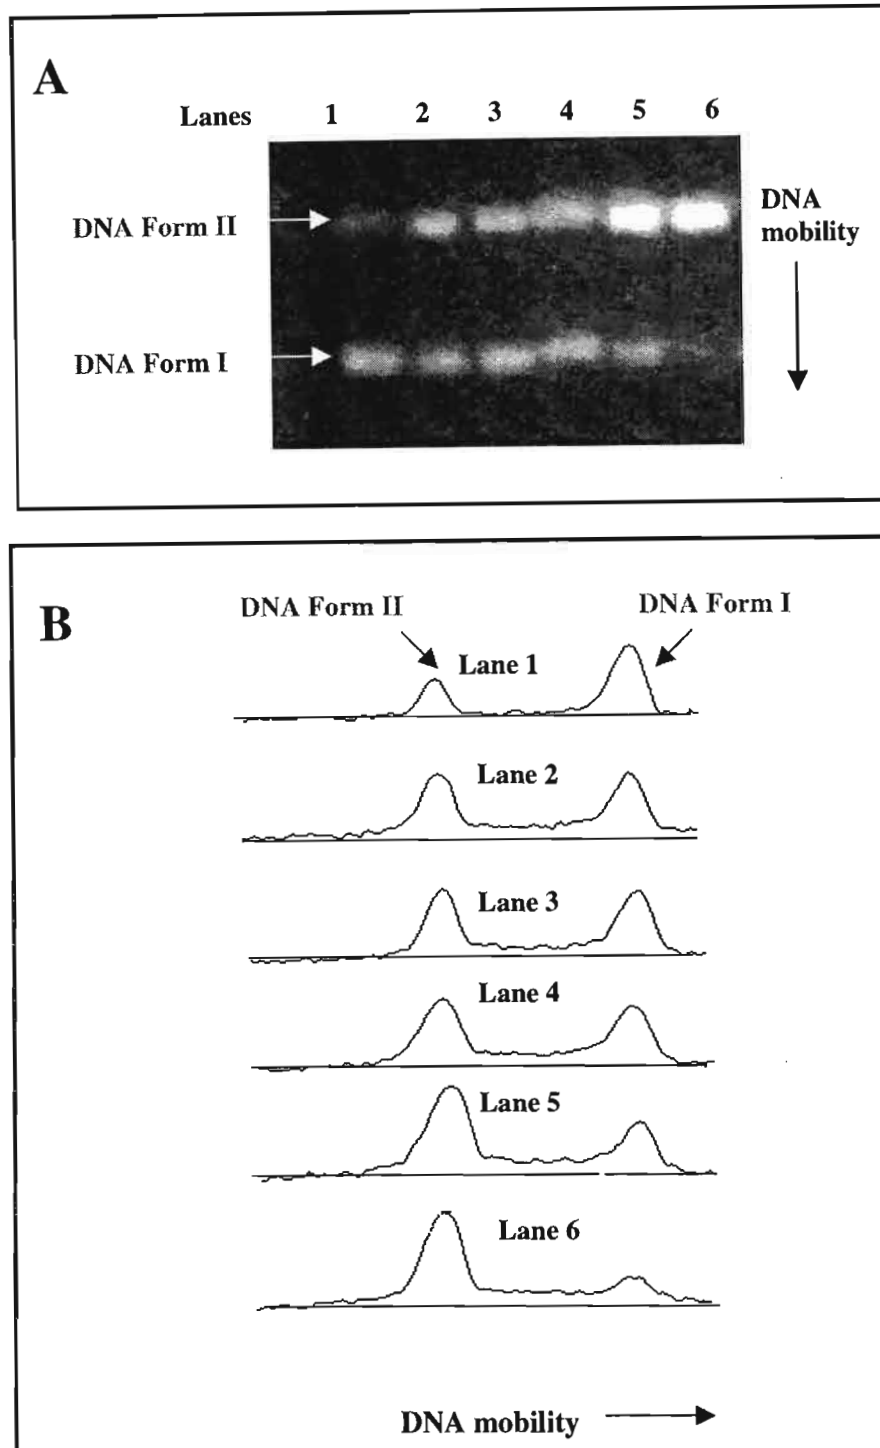 A
Lanes 1 2 3 4 5 6
DNA Form II
DNA mobility
DNA Form I
B
DNA Form II
DNA Form I
Lane 1
Lane 2
Lane 3
Lane 4
Lane 5
Lane 6
DNA mobility